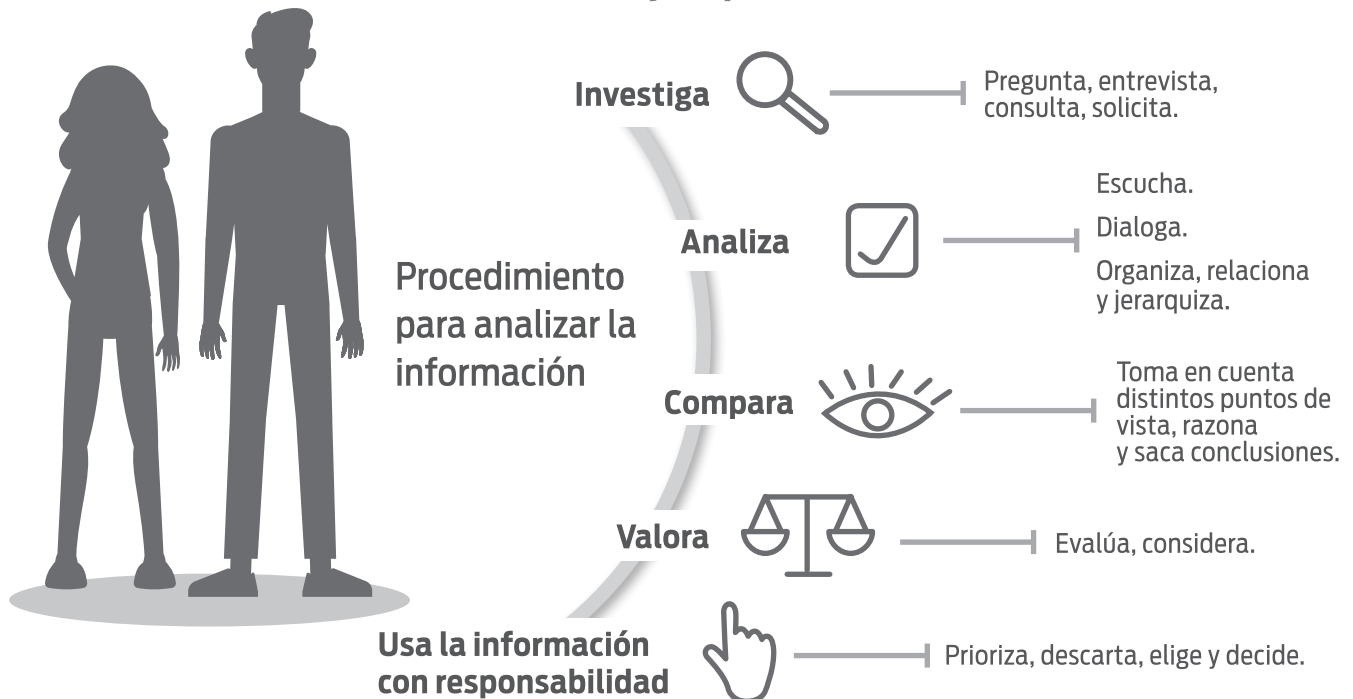 Investiga
Pregunta, entrevista,
consulta, solicita.
Analiza
Escucha.
Dialoga.
Organiza, relaciona
y jerarquiza.
Procedimiento
para analizar la
información
Compara
Toma en cuenta
distintos puntos de
vista, razona
y saca conclusiones.
Valora
Evalúa, considera.
Usa la información
con responsabilidad
Prioriza, descarta, elige y decide.